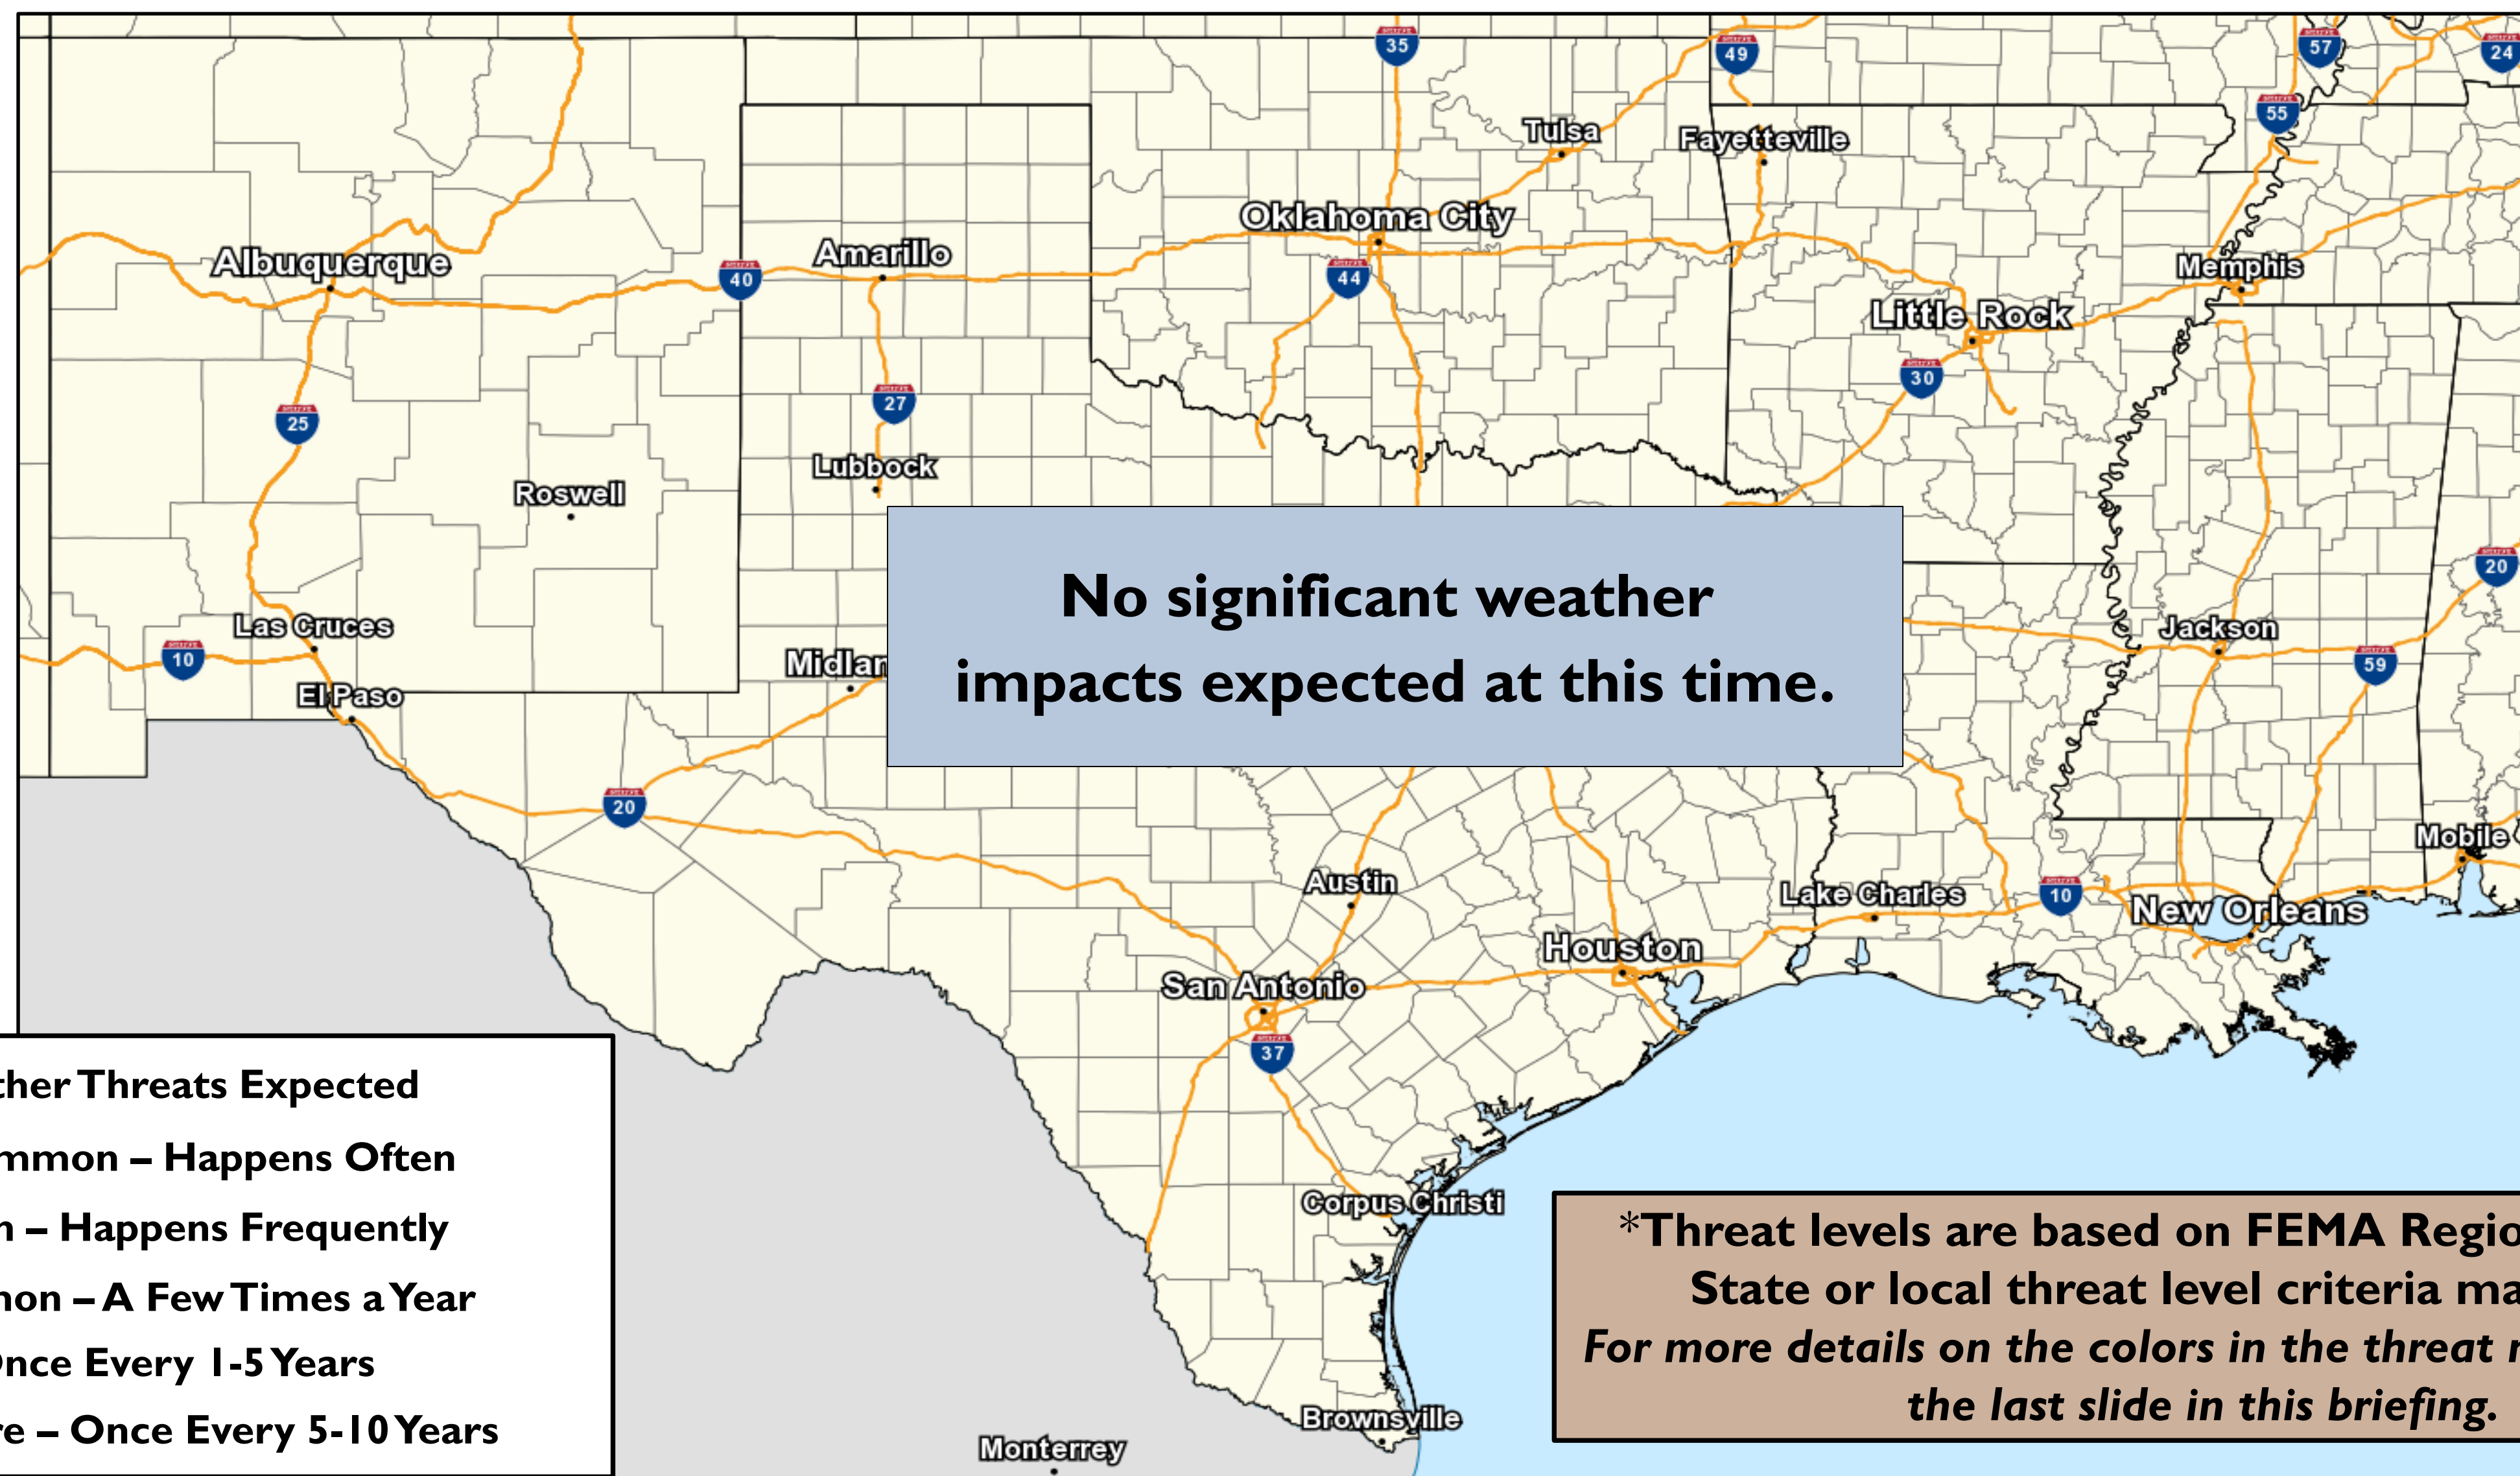 35
49
57
24
55
Tulsa
Fayetteville
Oklahoma City
Albuquerque
Amarillo
40
44
Memphis
Little Rock
30
27
25
Lubbock
Roswell
No significant weather
impacts expected at this time.
20
Las Cruces
10
Jackson
59
El Paso
20
Mobile
Austin
Lake Charles
10
New Orleans
Houston
San Antonio
37
ther Threats Expected
mmon – Happens Often
n – Happens Frequently
non – A Few Times a Year
Once Every 1-5 Years
re – Once Every 5-10 Years
Corpus Christi
Brownsville
Monterrey
*Threat levels are based on FEMA Regio
State or local threat level criteria ma
For more details on the colors in the threat
the last slide in this briefing.